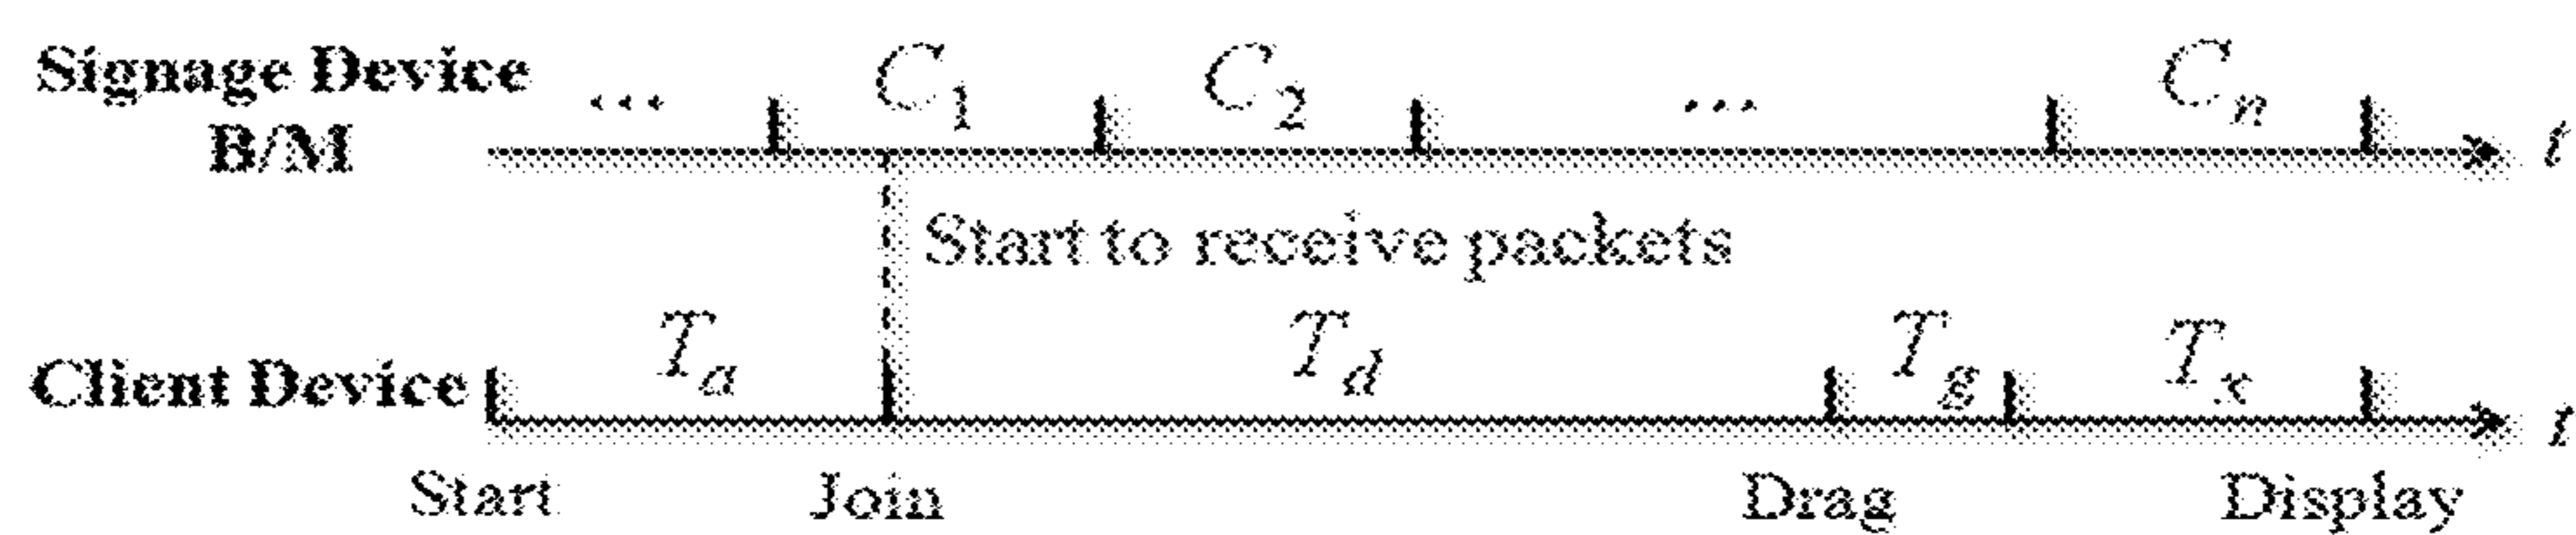 Signage Device ... C1 C2 ... Cn
B/M t
Start to receive packets
Ta Td Tg Tx
Client Device t
Start Join Drag Display